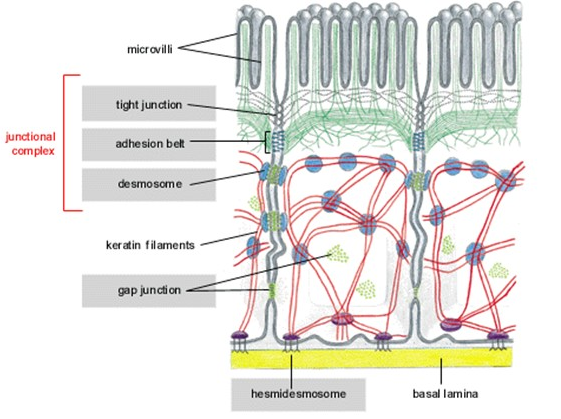 microvilli
tight junction
junctional
complex
adhesion belt
desmosome
keratin filaments
gap junction
hesmidesmosome
basal lamina